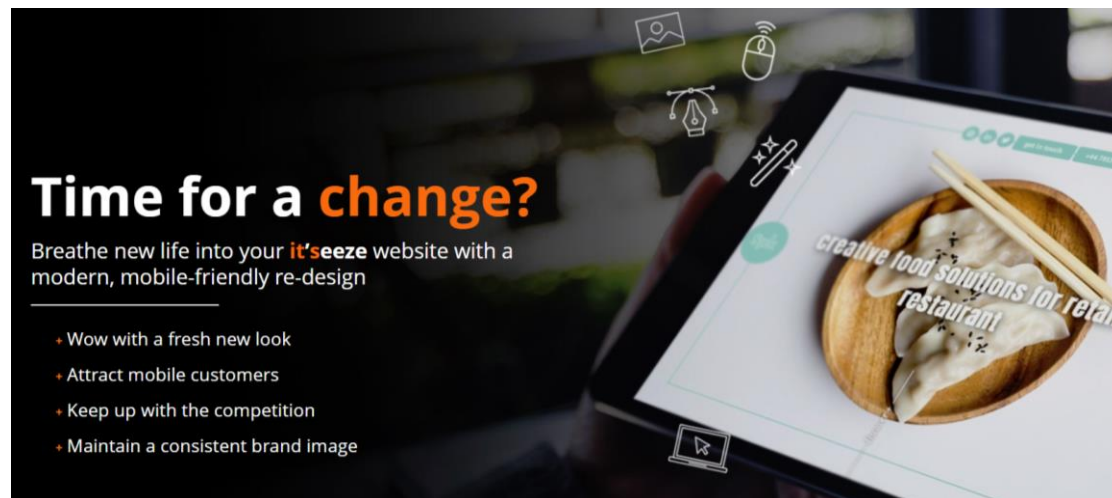 Time for a change?
Breathe new life into your it'seeze website with a
modern, mobile-friendly re-design
+ Wow with a fresh new look
+ Attract mobile customers
+ Keep up with the competition
+ Maintain a consistent brand image
get in touch
creative food solutions for retai
restaurant